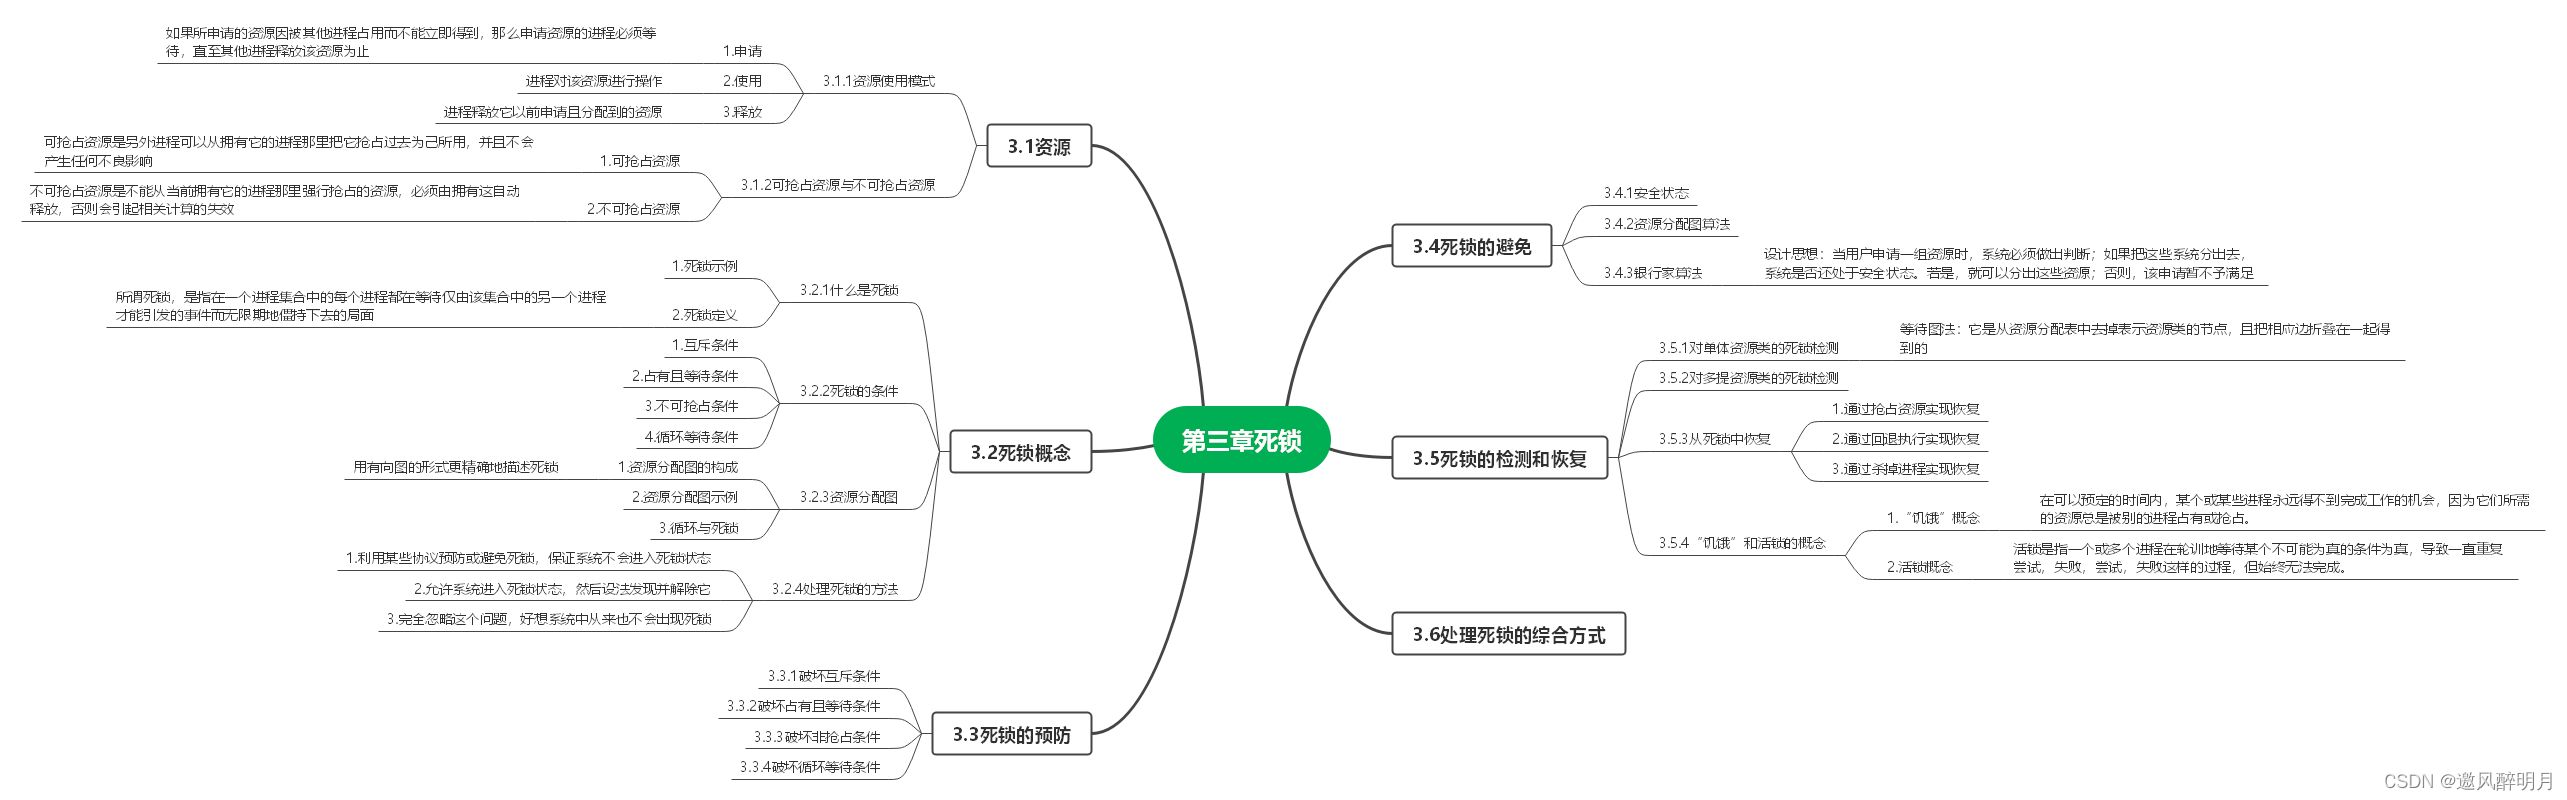 第三章死锁
3.1资源
3.1.1资源使用模式
1.申请
如果所申请的资源因被其他进程占用而不能立即得到，那么申请资源的进程必须等
待，直至其他进程释放该资源为止
2.使用
进程对该资源进行操作
3.释放
进程释放它以前申请且分配到的资源
3.1.2可抢占资源与不可抢占资源
1.可抢占资源
可抢占资源是另外进程可以从拥有它的进程那里把它抢占过去为己所用，并且不会
产生任何不良影响
2.不可抢占资源
不可抢占资源是不能从当前拥有它的进程那里强行抢占的资源，必须由拥有这自动
释放，否则会引起相关计算的失效
3.2死锁概念
3.2.1什么是死锁
1.死锁示例
2.死锁定义
所谓死锁，是指在一个进程集合中的每个进程都在等待仅由该集合中的另一个进程
才能引发的事件而无限期地僵持下去的局面
3.2.2死锁的条件
1.互斥条件
2.占有且等待条件
3.不可抢占条件
4.循环等待条件
3.2.3资源分配图
1.资源分配图的构成
用有向图的形式更精确地描述死锁
2.资源分配图示例
3.循环与死锁
3.2.4处理死锁的方法
1.利用某些协议预防或避免死锁，保证系统不会进入死锁状态
2.允许系统进入死锁状态，然后设法发现并解除它
3.完全忽略这个问题，好想系统中从来也不会出现死锁
3.3死锁的预防
3.3.1破坏互斥条件
3.3.2破坏占有且等待条件
3.3.3破坏非抢占条件
3.3.4破坏循环等待条件
3.4死锁的避免
3.4.1安全状态
3.4.2资源分配图算法
3.4.3银行家算法
设计思想：当用户申请一组资源时，系统必须做出判断；如果把这些系统分出去，
系统是否还处于安全状态。若是，就可以分出这些资源；否则，该申请暂不予满足
3.5死锁的检测和恢复
3.5.1对单体资源类的死锁检测
等待图法：它是从资源分配表中去掉表示资源类的节点，且把相应边折叠在一起得
到的
3.5.2对多提资源类的死锁检测
3.5.3从死锁中恢复
1.通过抢占资源实现恢复
2.通过回退执行实现恢复
3.通过杀掉进程实现恢复
3.5.4“饥饿”和活锁的概念
1.“饥饿”概念
在可以预定的时间内，某个或某些进程永远得不到完成工作的机会，因为它们所需
的资源总是被别的进程占有或抢占。
2.活锁概念
活锁是指一个或多个进程在轮训地等待某个不可能为真的条件为真，导致一直重复
尝试，失败，尝试，失败这样的过程，但始终无法完成。
3.6处理死锁的综合方式
CSDN @邀风醉明月